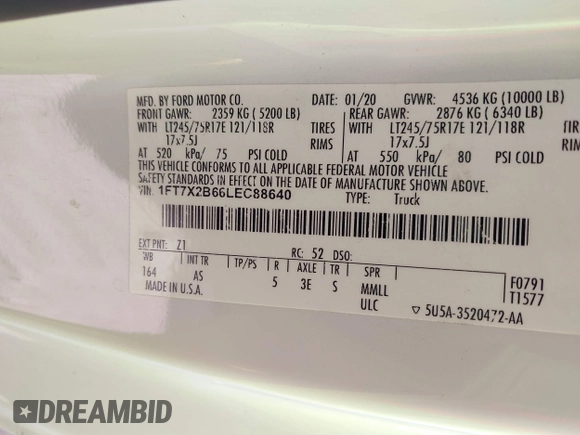 MFD. BY FORD MOTOR CO.
DATE: 01/20 GVWR: 4536 KG (10000 LB)
FRONT GAWR: 2359 KG ( 5200 LB) REAR GAWR: 2876 KG ( 6340 LB)
WITH LT245/75R17E 121/118R TIRES WITH LT245/75R17E 121/118R TIRES
17x7.5J RIMS 17x7.5J RIMS
AT 520 kPa/ 75 PSI COLD AT 550 kPa/ 80 PSI COLD
THIS VEHICLE CONFORMS TO ALL APPLICABLE FEDERAL MOTOR VEHICLE
SAFETY STANDARDS IN EFFECT ON THE DATE OF MANUFACTURE SHOWN ABOVE.
VIN: 1FT7X2B66LEC88640 TYPE: Truck
EXT PNT: Z1 RC: 52 DSO:
WB INT TR TP/PS R AXLE TR SPR
164 AS 5 3E S MMLL
ULC
F0791
T1577
MADE IN U.S.A. ▽ 5U5A-3520472-AA
DREAMBID